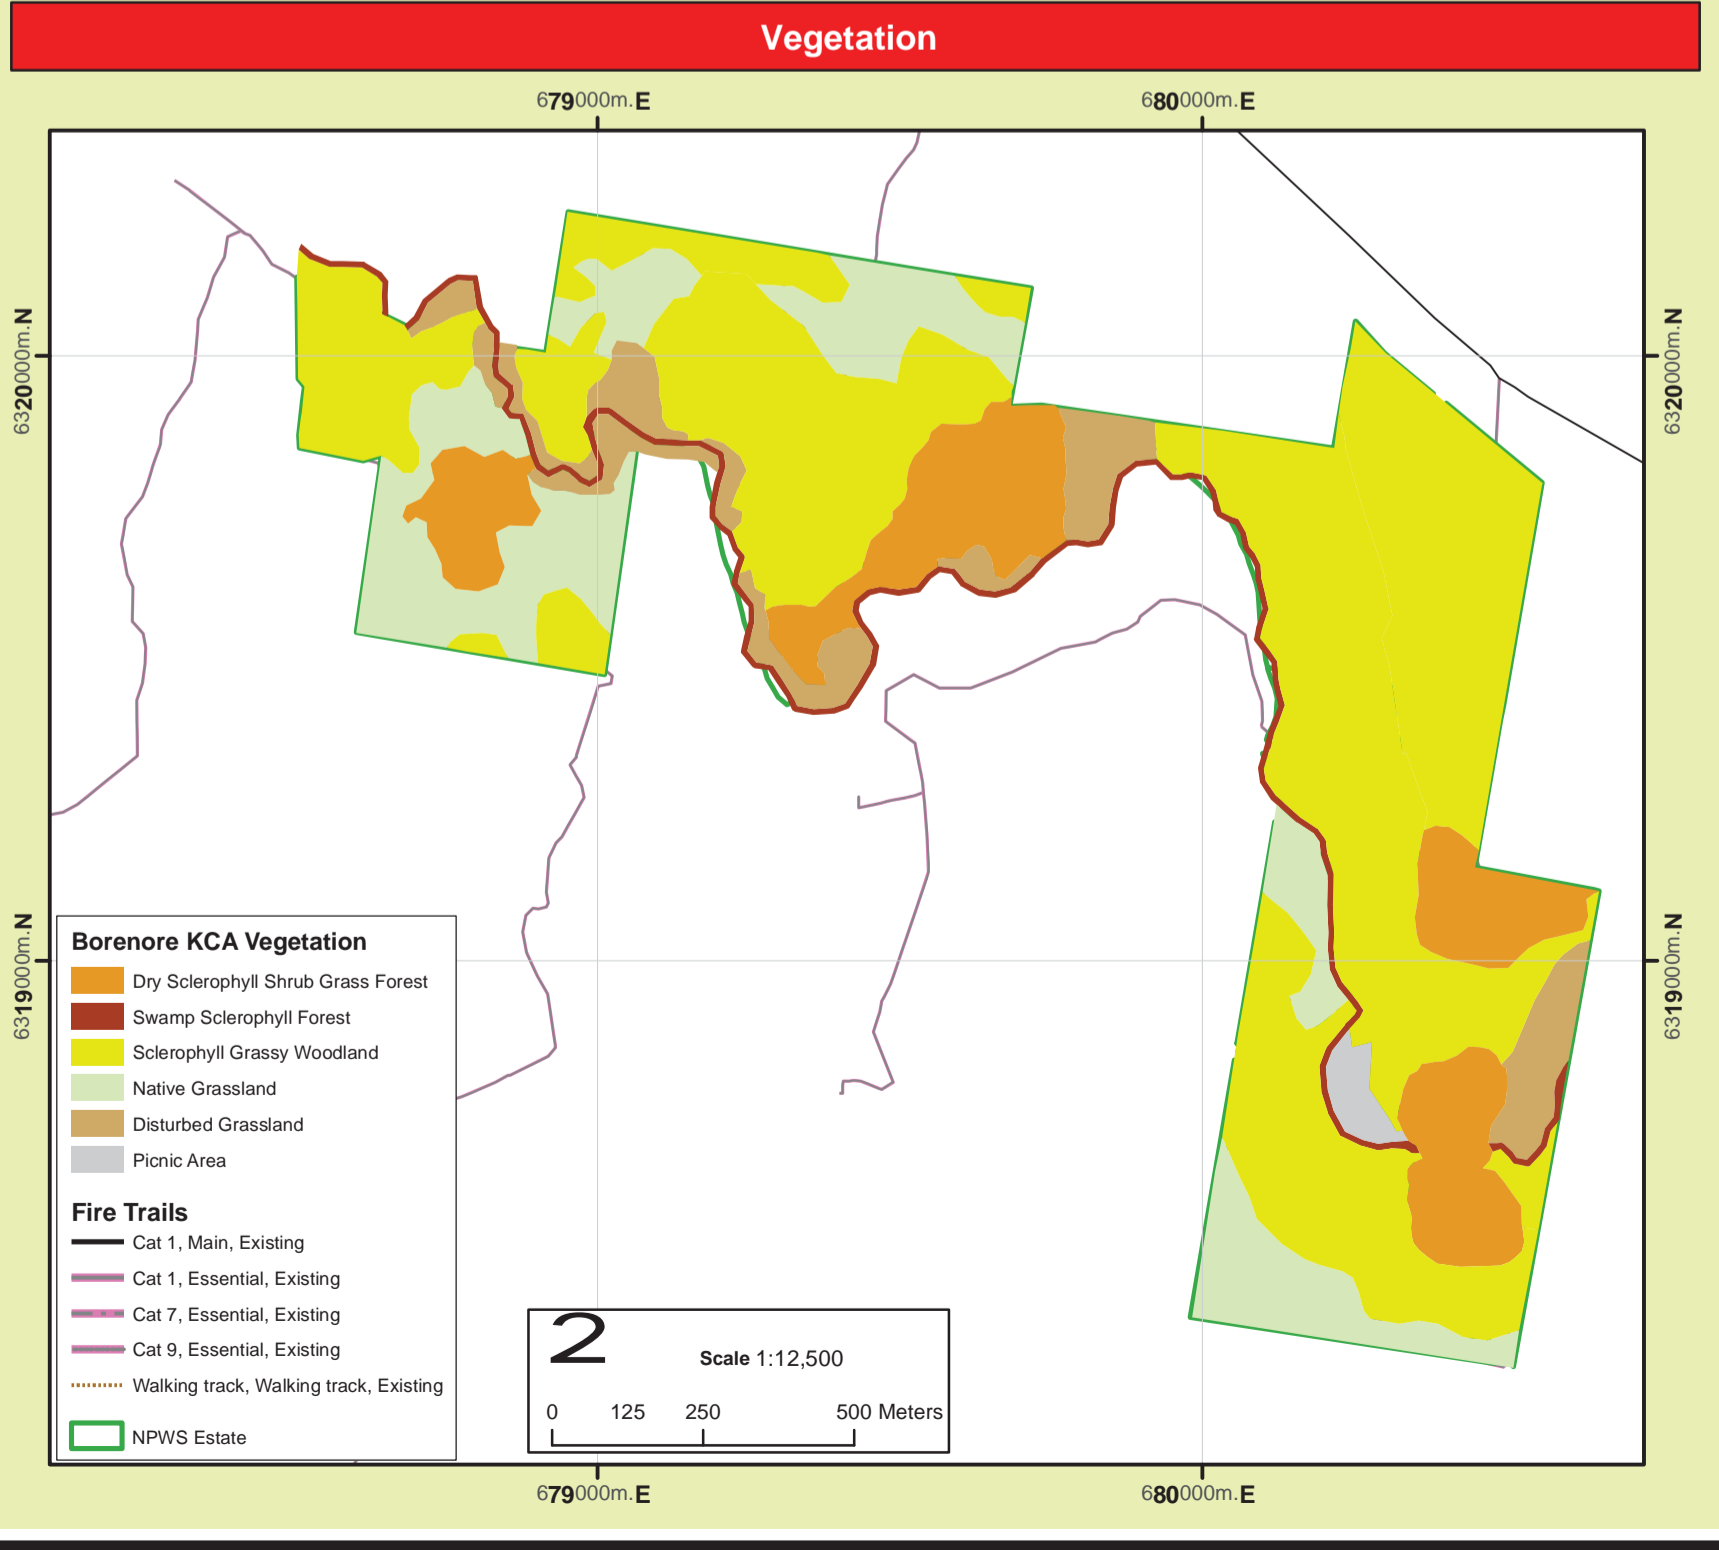 Vegetation
679000m.E 680000m.E
6320000m.N 6320000m.N
6319000m.N 6319000m.N
Borenore KCA Vegetation
Dry Sclerophyll Shrub Grass Forest
Swamp Sclerophyll Forest
Sclerophyll Grassy Woodland
Native Grassland
Disturbed Grassland
Picnic Area
Fire Trails
Cat 1, Main, Existing
Cat 1, Essential, Existing
Cat 7, Essential, Existing
Cat 9, Essential, Existing
Walking track, Walking track, Existing
NPWS Estate
2
Scale 1:12,500
0 125 250 500 Meters
679000m.E 680000m.E